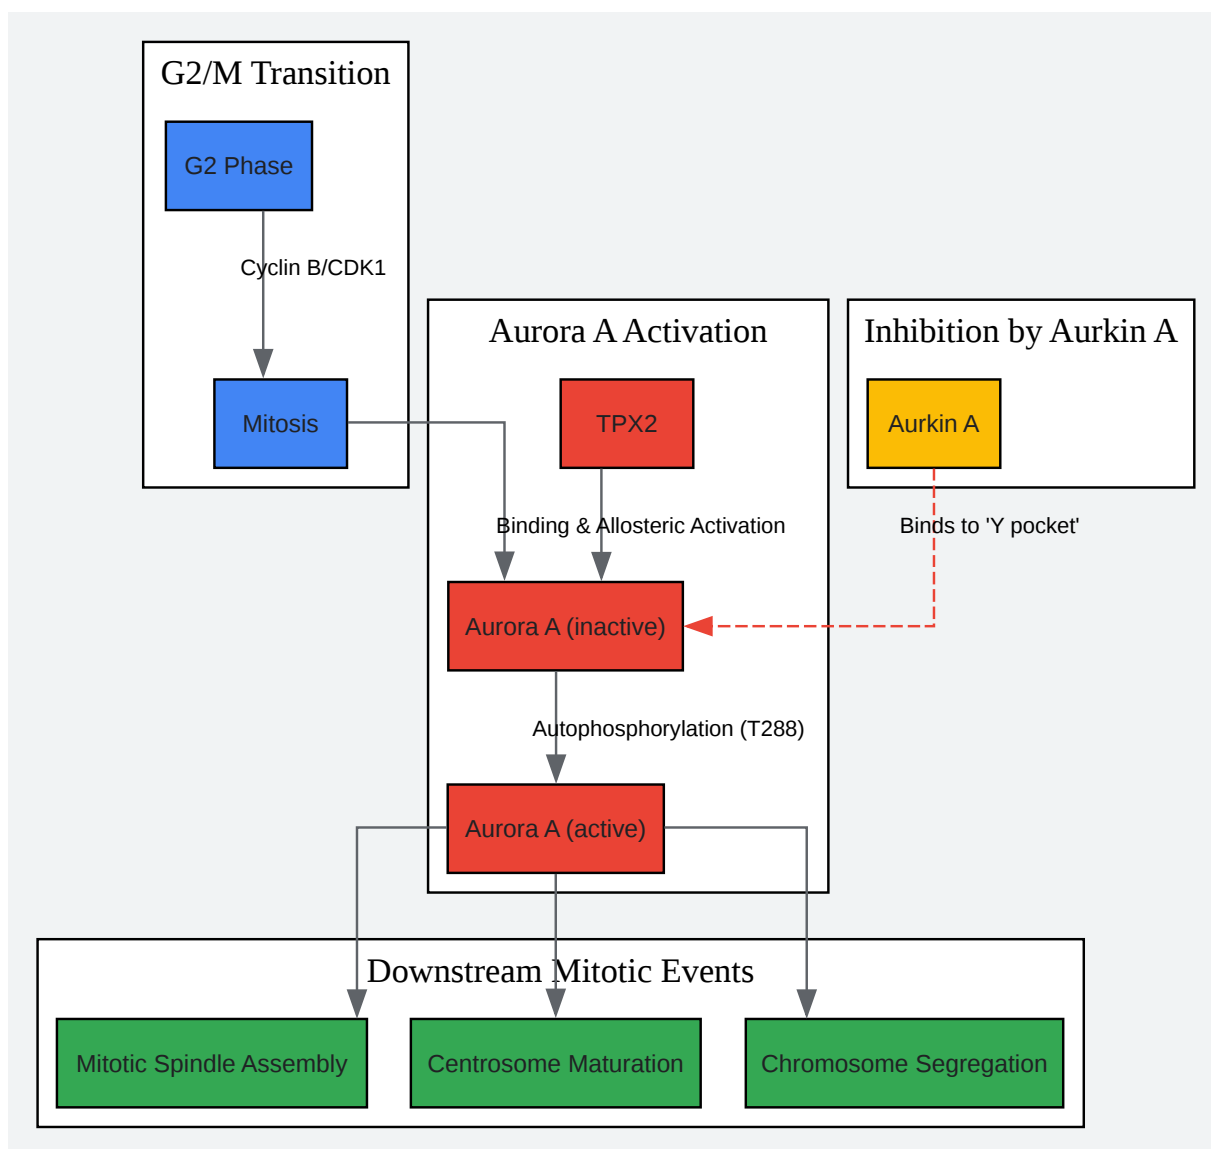 G2/M Transition
G2 Phase
Cyclin B/CDK1
Mitosis
Aurora A Activation
TPX2
Binding & Allosteric Activation
Aurora A (inactive)
Autophosphorylation (T288)
Aurora A (active)
Inhibition by Aurkin A
Aurkin A
Binds to 'Y pocket'
Downstream Mitotic Events
Mitotic Spindle Assembly
Centrosome Maturation
Chromosome Segregation